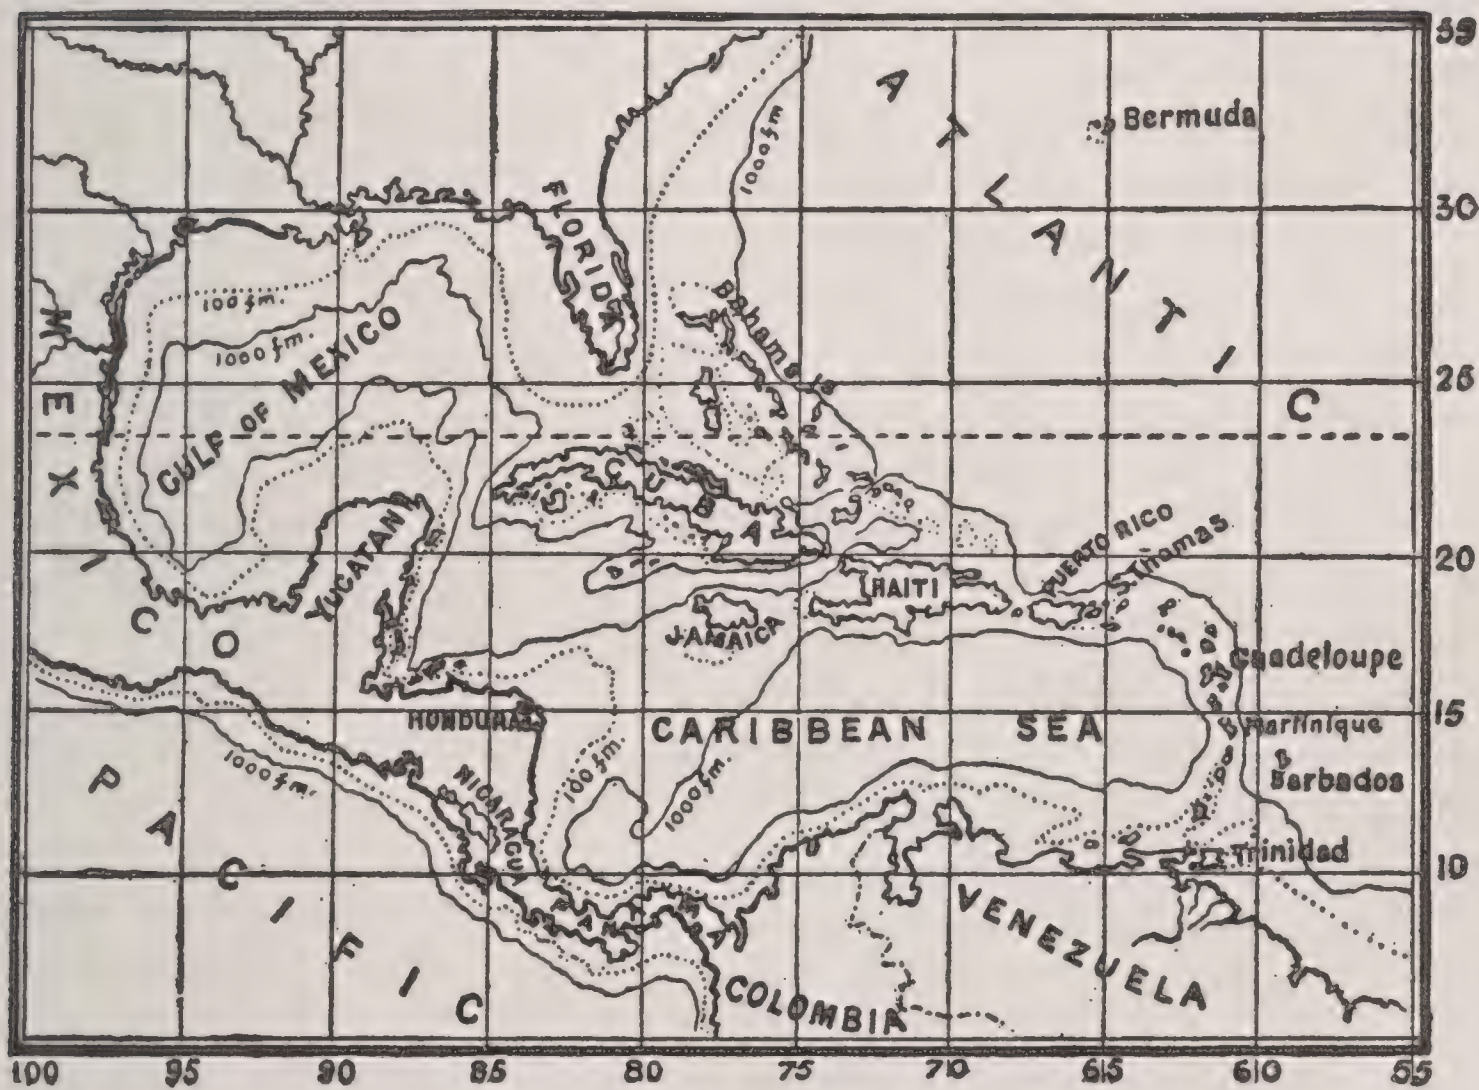 39
ATLANTIC
Bermuda
1000 fm
30
FLORIDA
Bahama Is
100 fm.
1000 fm.
GULF OF MEXICO
MEXICO
25
CUBA
YUCATAN
20
PUERTO RICO
S. Thomas
HAITI
JAMAICA
Guadeloupe
HONDURAS
CARIBBEAN SEA
15
Martinique
Barbados
1000 fm.
100 fm.
1000 fm.
NICARAGUA
Trinidad
10
PACIFIC
PANAMA
VENEZUELA
COLOMBIA
100 95 90 85 80 75 70 65 60 55